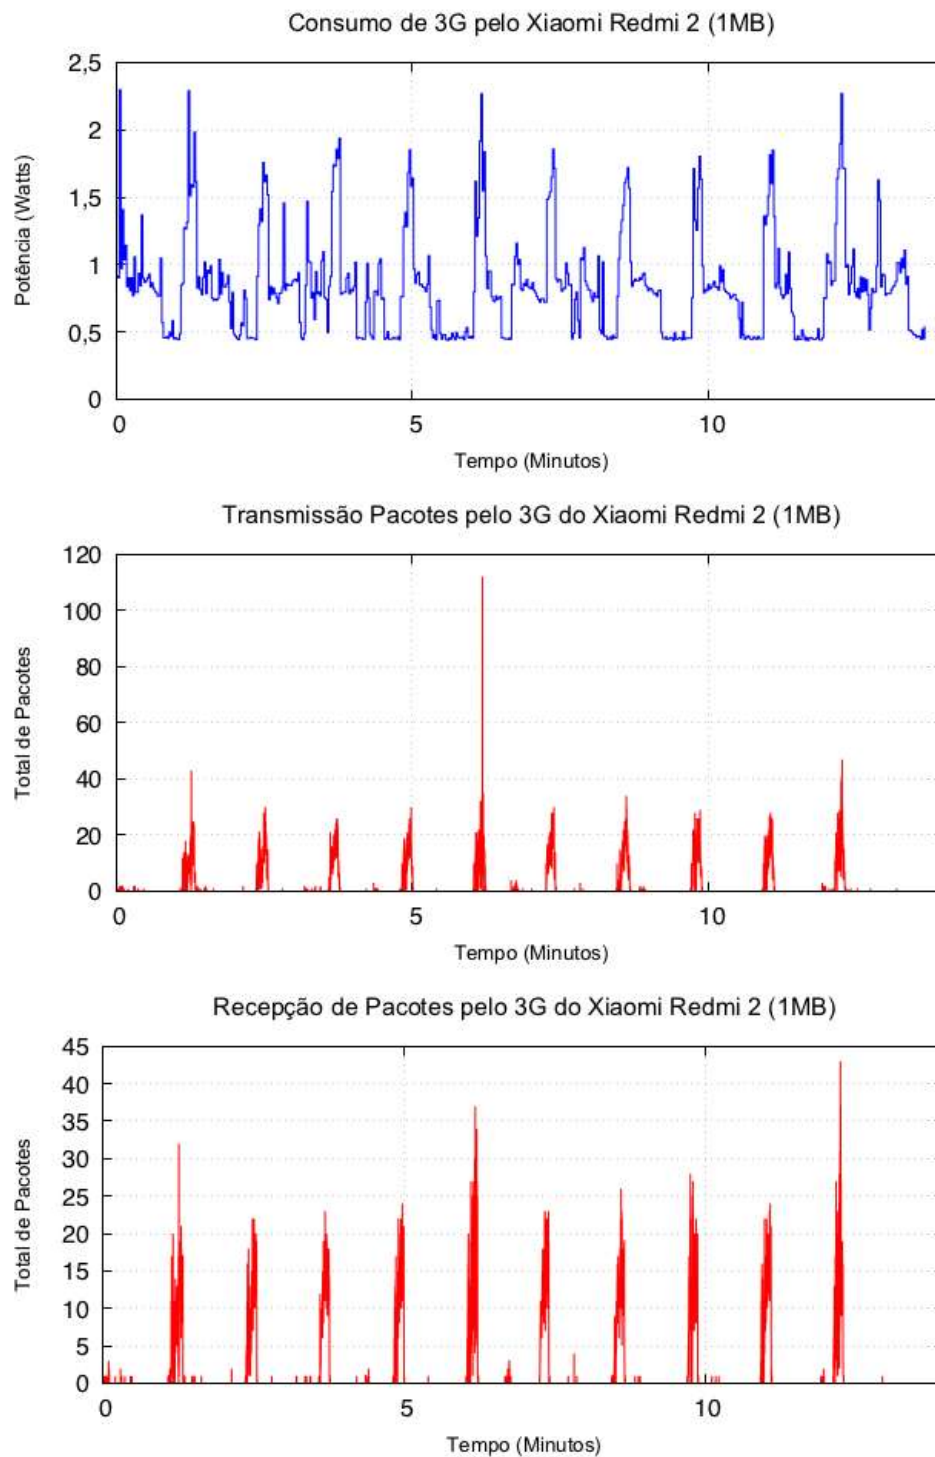 Consumo de 3G pelo Xiaomi Redmi 2 (1MB)
2,5
2
1,5
1
0,5
0
Potência (Watts)
0 5 10
Tempo (Minutos)
Transmissão Pacotes pelo 3G do Xiaomi Redmi 2 (1MB)
120
100
80
60
40
20
0
Total de Pacotes
0 5 10
Tempo (Minutos)
Recepção de Pacotes pelo 3G do Xiaomi Redmi 2 (1MB)
45
40
35
30
25
20
15
10
5
0
Total de Pacotes
0 5 10
Tempo (Minutos)